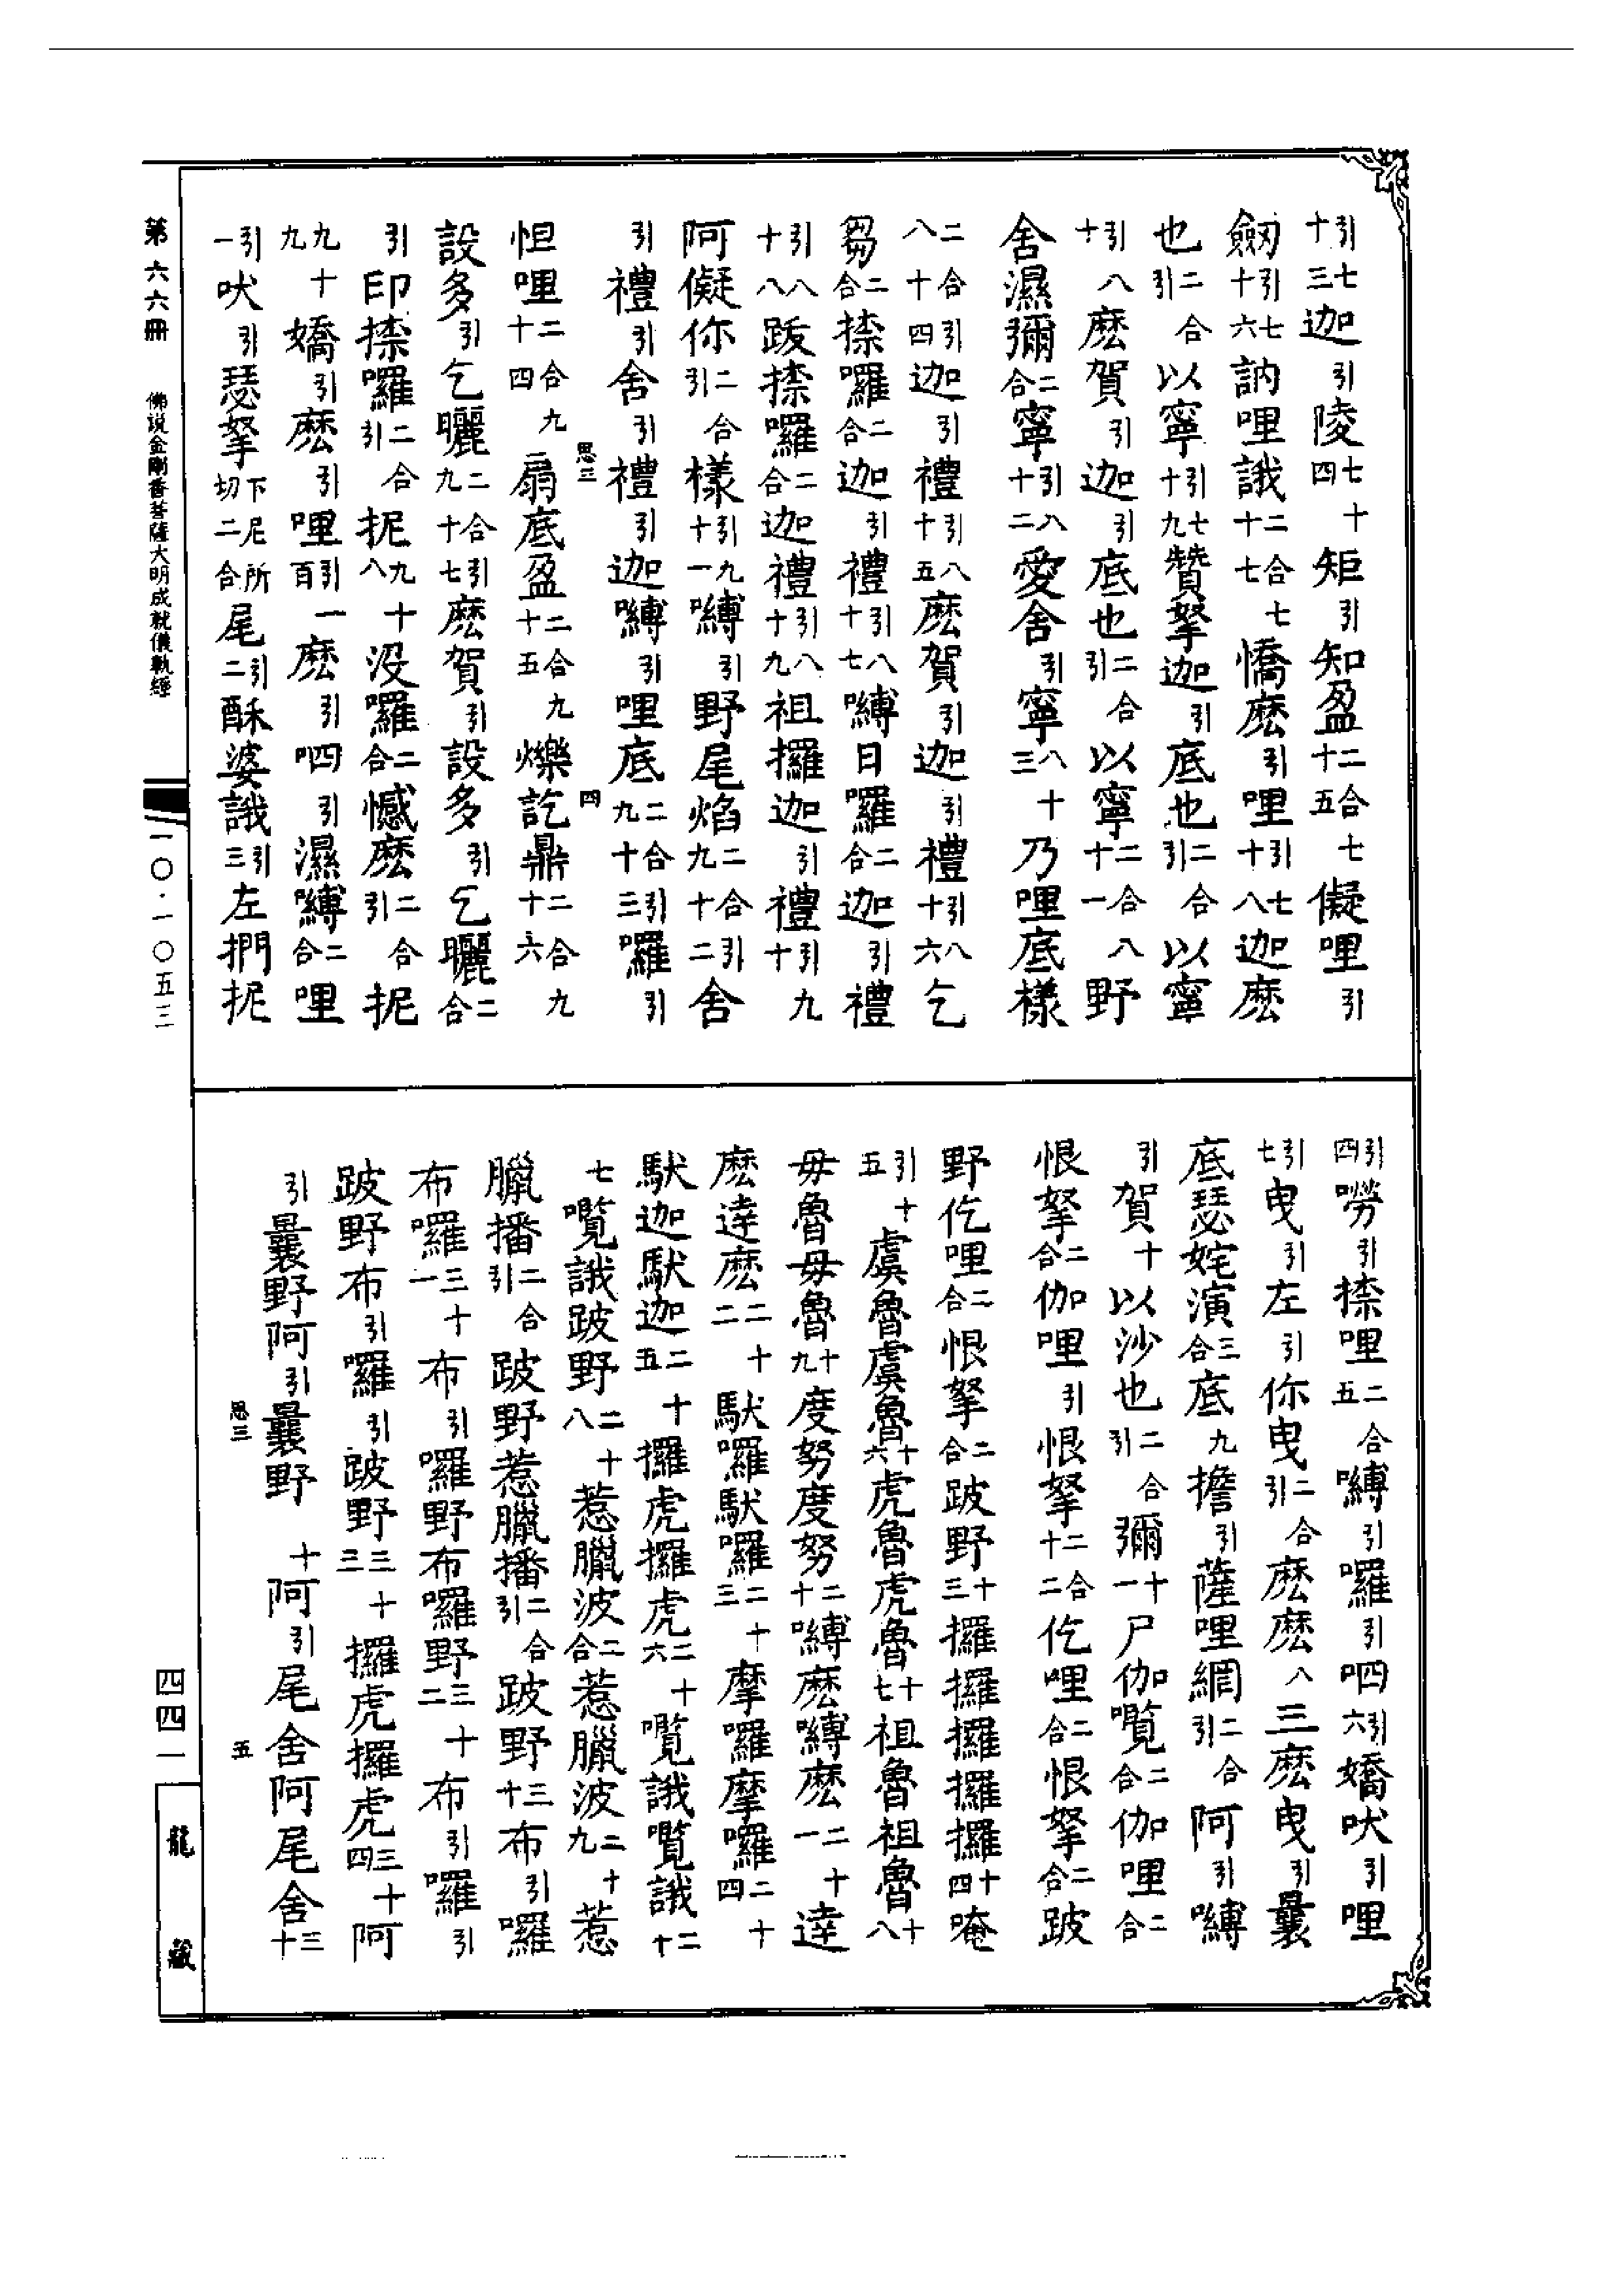 引七十三迦引陵七十四矩引知盈二合七十五儗哩引
劒引七十六訥哩誐二合七十七憍麽引哩引七十八迦麽
也二合引以寧引七十九贊拏迦引底也二合引以寧
引八十麽賀引迦引底也二合引以寧二合八十一野
舍濕彌二合寧引八十二愛舍引寧八十三乃哩底樣
二合引八十四迦引禮引八十五麽賀引迦引禮引八十六乞
芻二合捺囉二合迦引禮引八十七嚩日囉二合迦引禮
引八十八跋捺囉二合迦禮引八十九祖攞迦引禮引九十
阿儗你二合引樣引九十一嚩引野尾焰二合引九十二舍
引禮引舍引禮引迦嚩引哩底二合引九十三囉引
怛哩二合九十四扇底盈二合九十五爍訖鼎二合九十六
設多引乞曬二合引九十七麽賀引設多引乞曬二合
引印捺囉二合引抳九十八没囉二合憾麽二合引抳
九十九嬌引麽引哩引一百麽引呬引濕嚩二合哩
引一吠引瑟拏下尼所切二合尾引二酥婆誐引三左捫抳
思三
四
引四嘮引捺哩二合五嚩引囉引呬引六嬌吠引哩
引七曳引左引你曳二合引麽麽八三麽曳引曩
底瑟姹演三合底九擔引薩哩網二合引阿引嚩
引賀十以沙也二合引彌十一尸伽囕二合伽哩二合
恨拏二合伽哩引恨拏二合十二仡哩二合恨拏二合跛
野仡哩二合恨拏二合跛野十三攞攞攞攞攞十四唵
引十五虞魯虞魯十六虎魯虎魯十七祖魯祖魯十八
毋魯毋魯十九度努度努二十嚩麽嚩麽二十一達
麽達麽二十二馱囉馱囉二十三摩囉摩囉二十四
馱迦馱迦二十五攞虎攞虎二十六囕誐囕誐二十
七囕誐跛野二十八惹臘波二合惹臘波二十九惹
臘播二合引跛野惹臘播二合引跛野三十布引囉
布囉三十一布引囉野布囉野三十二布引囉引
跛野布引囉引跛野三十三攞虎攞虎三十四阿
引曩野阿引曩野十阿引尾舍阿尾舍三十
思三
五
第六六冊
佛说金剛香菩薩大明成就儀軌經
一〇·一〇五三
四四一
龍藏